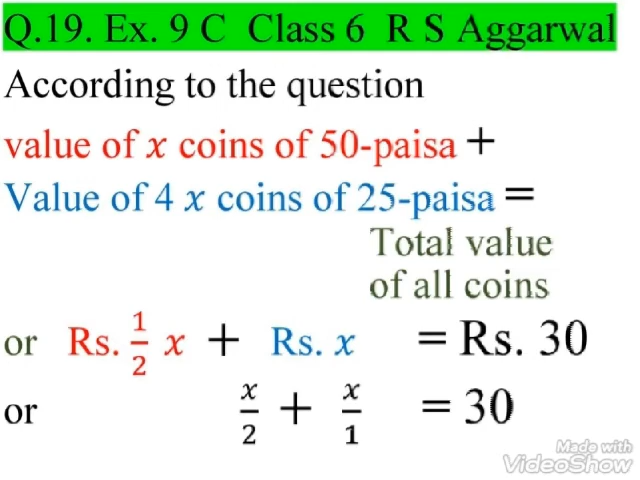 Q.19. Ex. 9 C Class 6 R S Aggarwal
According to the question
value of x coins of 50-paisa +
Value of 4 x coins of 25-paisa =
Total value
of all coins
or Rs. 1/2 x + Rs. x = Rs. 30
or x/2 + x/1 = 30
Made with
VideoShow